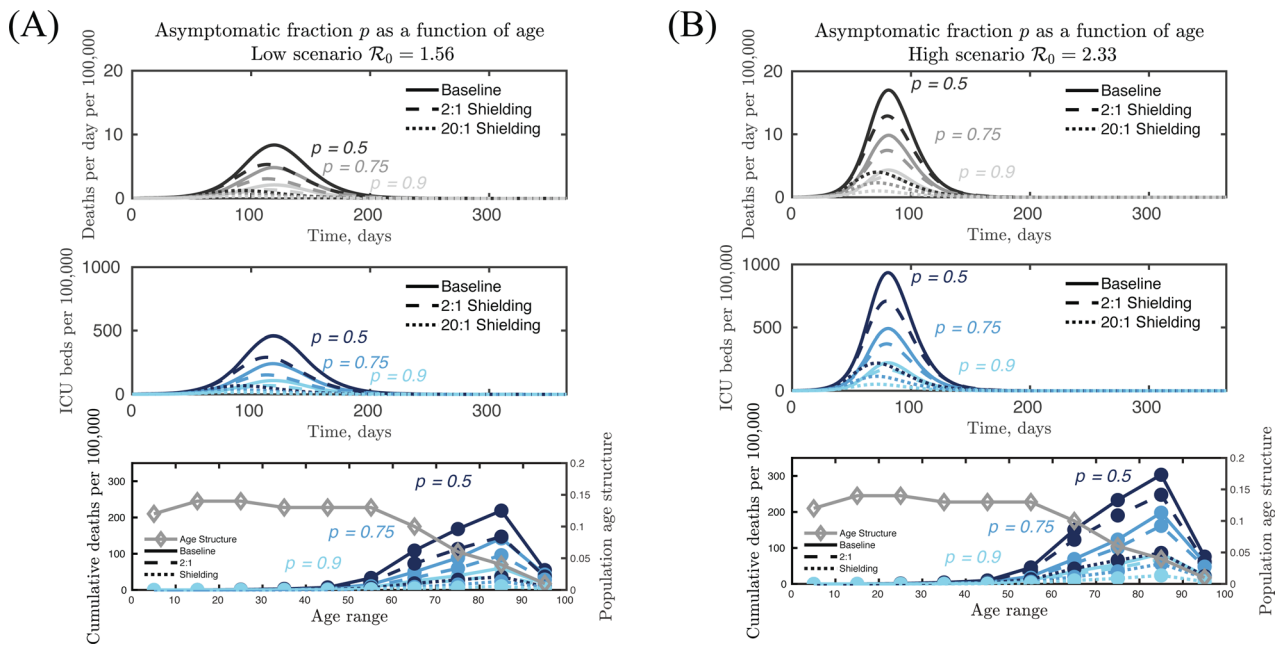 (A)
Asymptomatic fraction p as a function of age
Low scenario R₀ = 1.56
Deaths per day per 100,000
20
10
0
Baseline
2:1 Shielding
20:1 Shielding
p = 0.5
p = 0.75
p = 0.9
0 100 200 300
Time, days
ICU beds per 100,000
1000
500
0
Baseline
2:1 Shielding
20:1 Shielding
p = 0.5
p = 0.75
p = 0.9
0 100 200 300
Time, days
Cumulative deaths per 100,000
300
200
100
0
p = 0.5
p = 0.75
p = 0.9
Age Structure
Baseline
2:1
Shielding
0.2
0.15
0.1
0.05
0
Population age structure
0 10 20 30 40 50 60 70 80 90 100
Age range
(B)
Asymptomatic fraction p as a function of age
High scenario R₀ = 2.33
Deaths per day per 100,000
20
10
0
Baseline
2:1 Shielding
20:1 Shielding
p = 0.5
p = 0.75
p = 0.9
0 100 200 300
Time, days
ICU beds per 100,000
1000
500
0
Baseline
2:1 Shielding
20:1 Shielding
p = 0.5
p = 0.75
p = 0.9
0 100 200 300
Time, days
Cumulative deaths per 100,000
300
200
100
0
p = 0.5
p = 0.75
p = 0.9
Age Structure
Baseline
2:1
Shielding
0.2
0.15
0.1
0.05
0
Population age structure
0 10 20 30 40 50 60 70 80 90 100
Age range